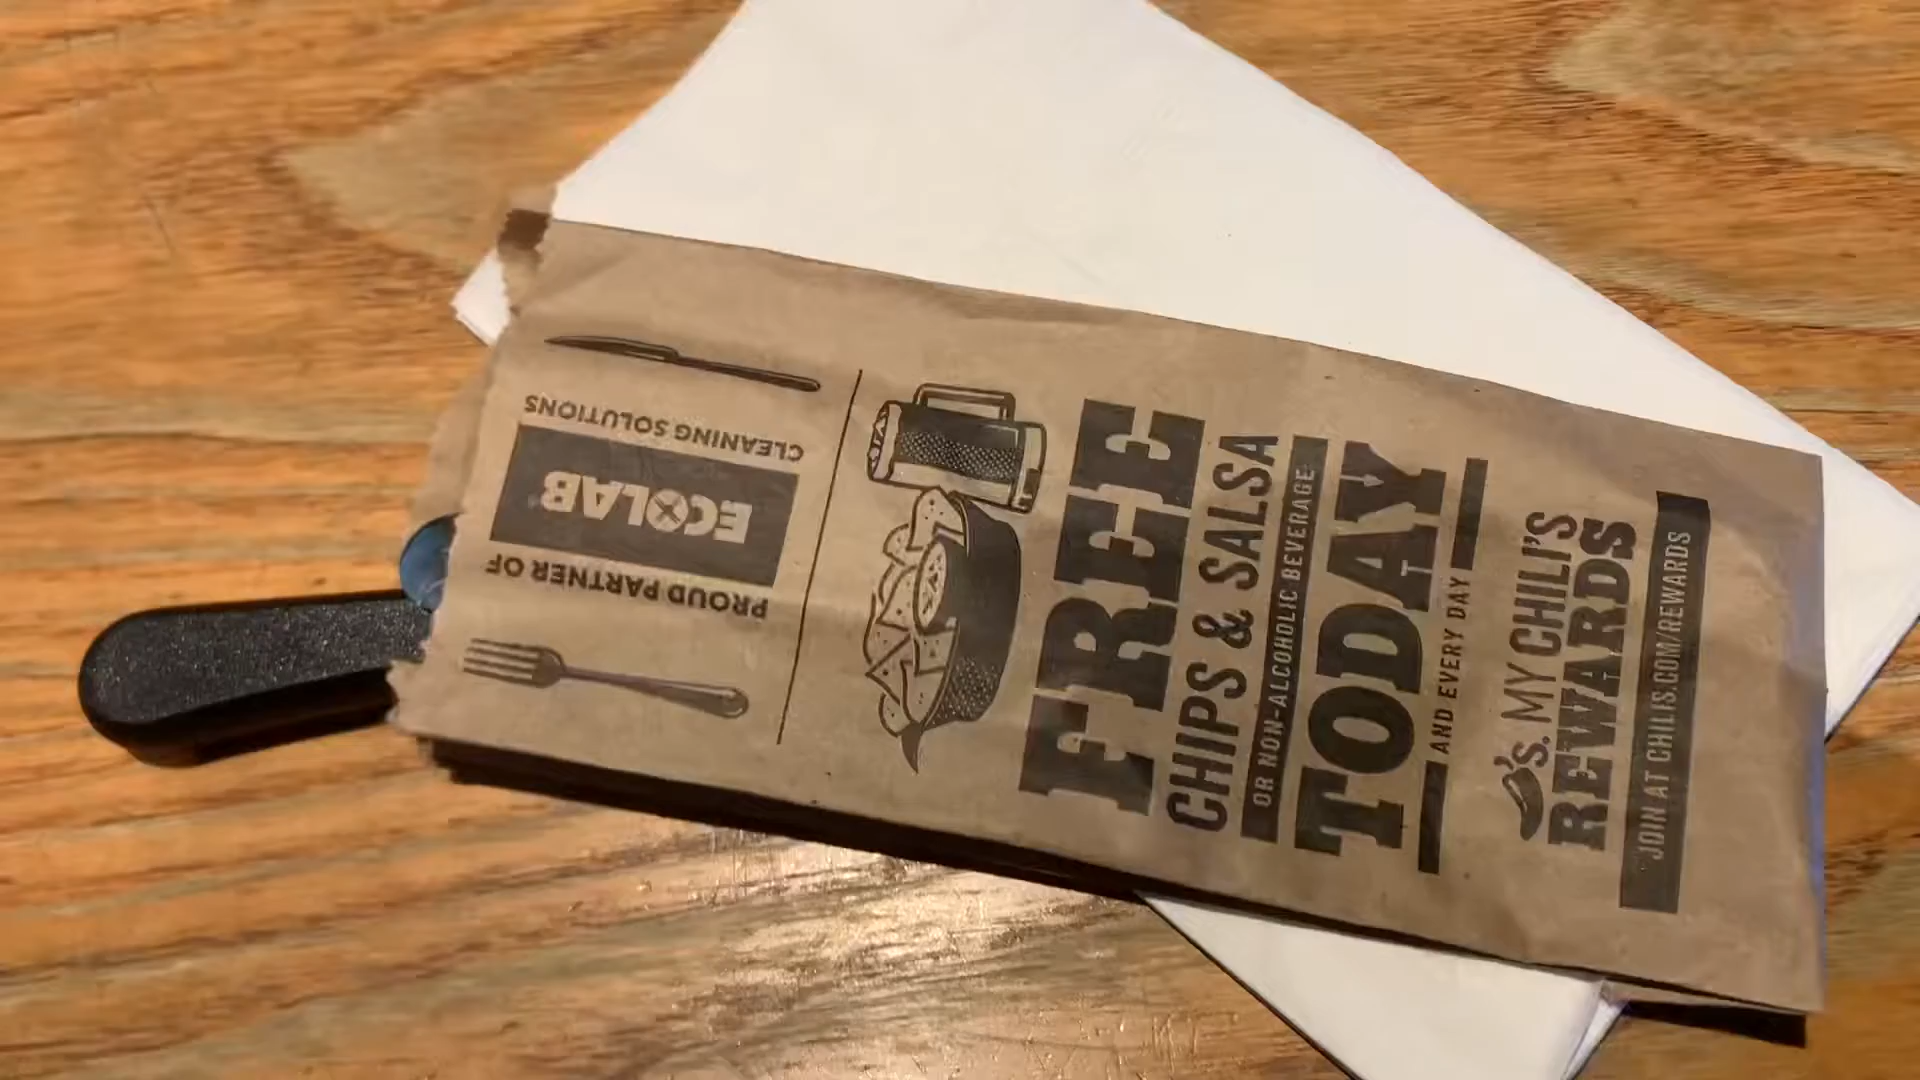 PROUD PARTNER OF
ECOLAB
CLEANING SOLUTIONS
FREE
CHIPS & SALSA
OR NON-ALCOHOLIC BEVERAGE
TODAY
AND EVERY DAY
MY CHILI'S
REWARDS
JOIN AT CHILIS.COM/REWARDS